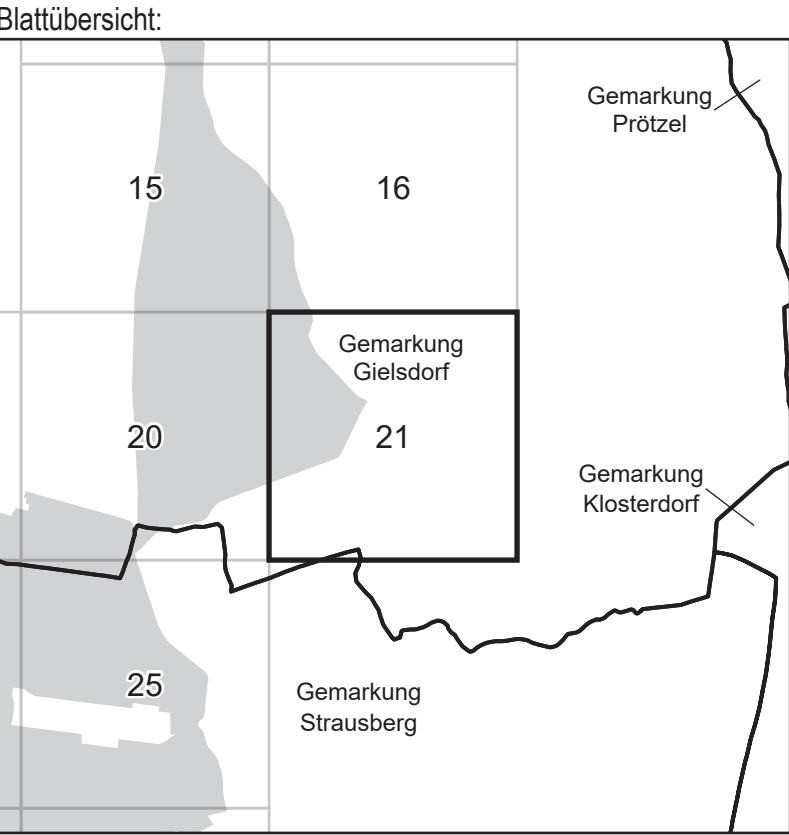 Blattübersicht:
Gemarkung
Prötzel
15
16
Gemarkung
Gielsdorf
20
21
Gemarkung
Klosterdorf
25
Gemarkung
Strausberg